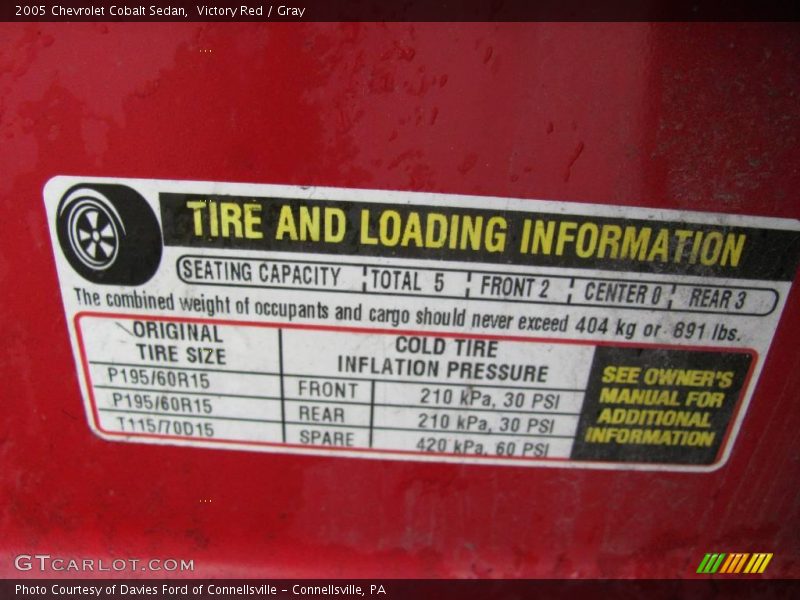 2005 Chevrolet Cobalt Sedan,  Victory Red / Gray
TIRE AND LOADING INFORMATION
SEATING CAPACITY TOTAL 5 FRONT 2 CENTER 0 REAR 3
The combined weight of occupants and cargo should never exceed 404 kg or 891 lbs.
ORIGINAL
TIRE SIZE
COLD TIRE
INFLATION PRESSURE
P195/60R15 FRONT 210 kPa, 30 PSI
P195/60R15 REAR 210 kPa, 30 PSI
T115/70D15 SPARE 420 kPa, 60 PSI
SEE OWNER'S
MANUAL FOR
ADDITIONAL
INFORMATION
GTCARLOT.COM
Photo Courtesy of Davies Ford of Connellsville - Connellsville, PA